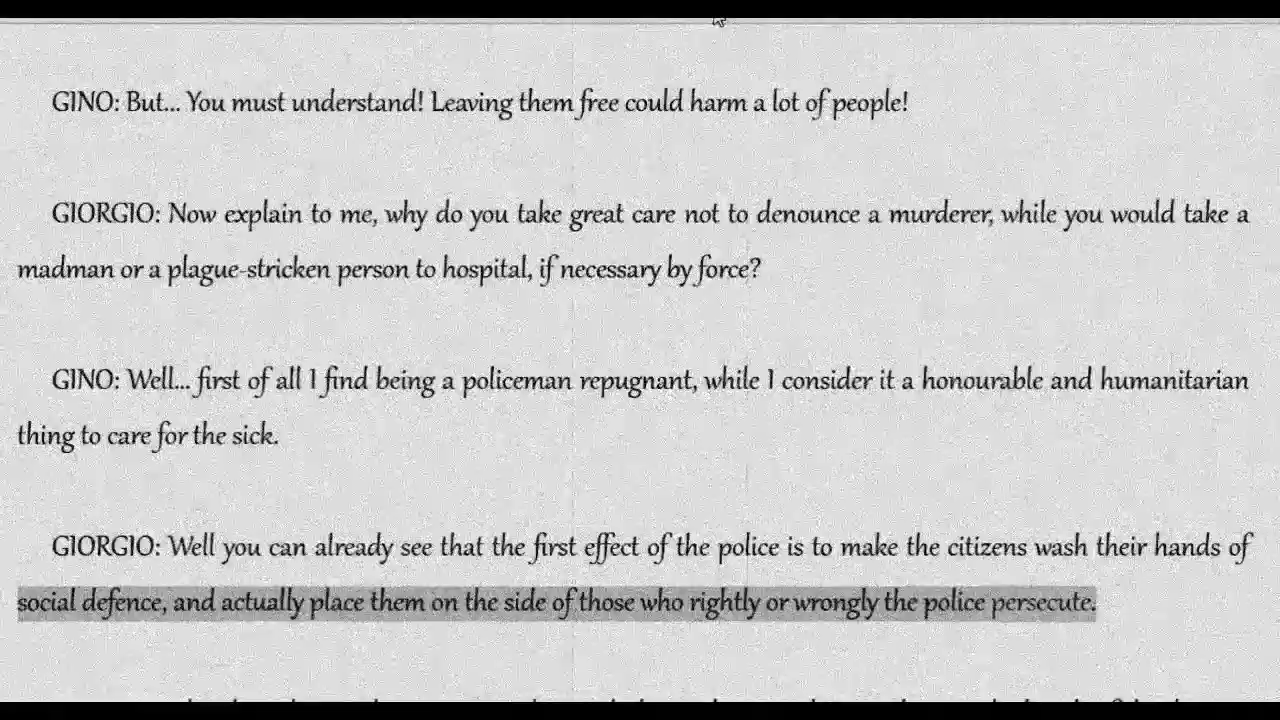 GINO: But... You must understand! Leaving them free could harm a lot of people!
GIORGIO: Now explain to me, why do you take great care not to denounce a murderer, while you would take a
madman or a plague-stricken person to hospital, if necessary by force?
GINO: Well... first of all I find being a policeman repugnant, while I consider it a honourable and humanitarian
thing to care for the sick.
GIORGIO: Well you can already see that the first effect of the police is to make the citizens wash their hands of
social defence, and actually place them on the side of those who rightly or wrongly the police persecute.